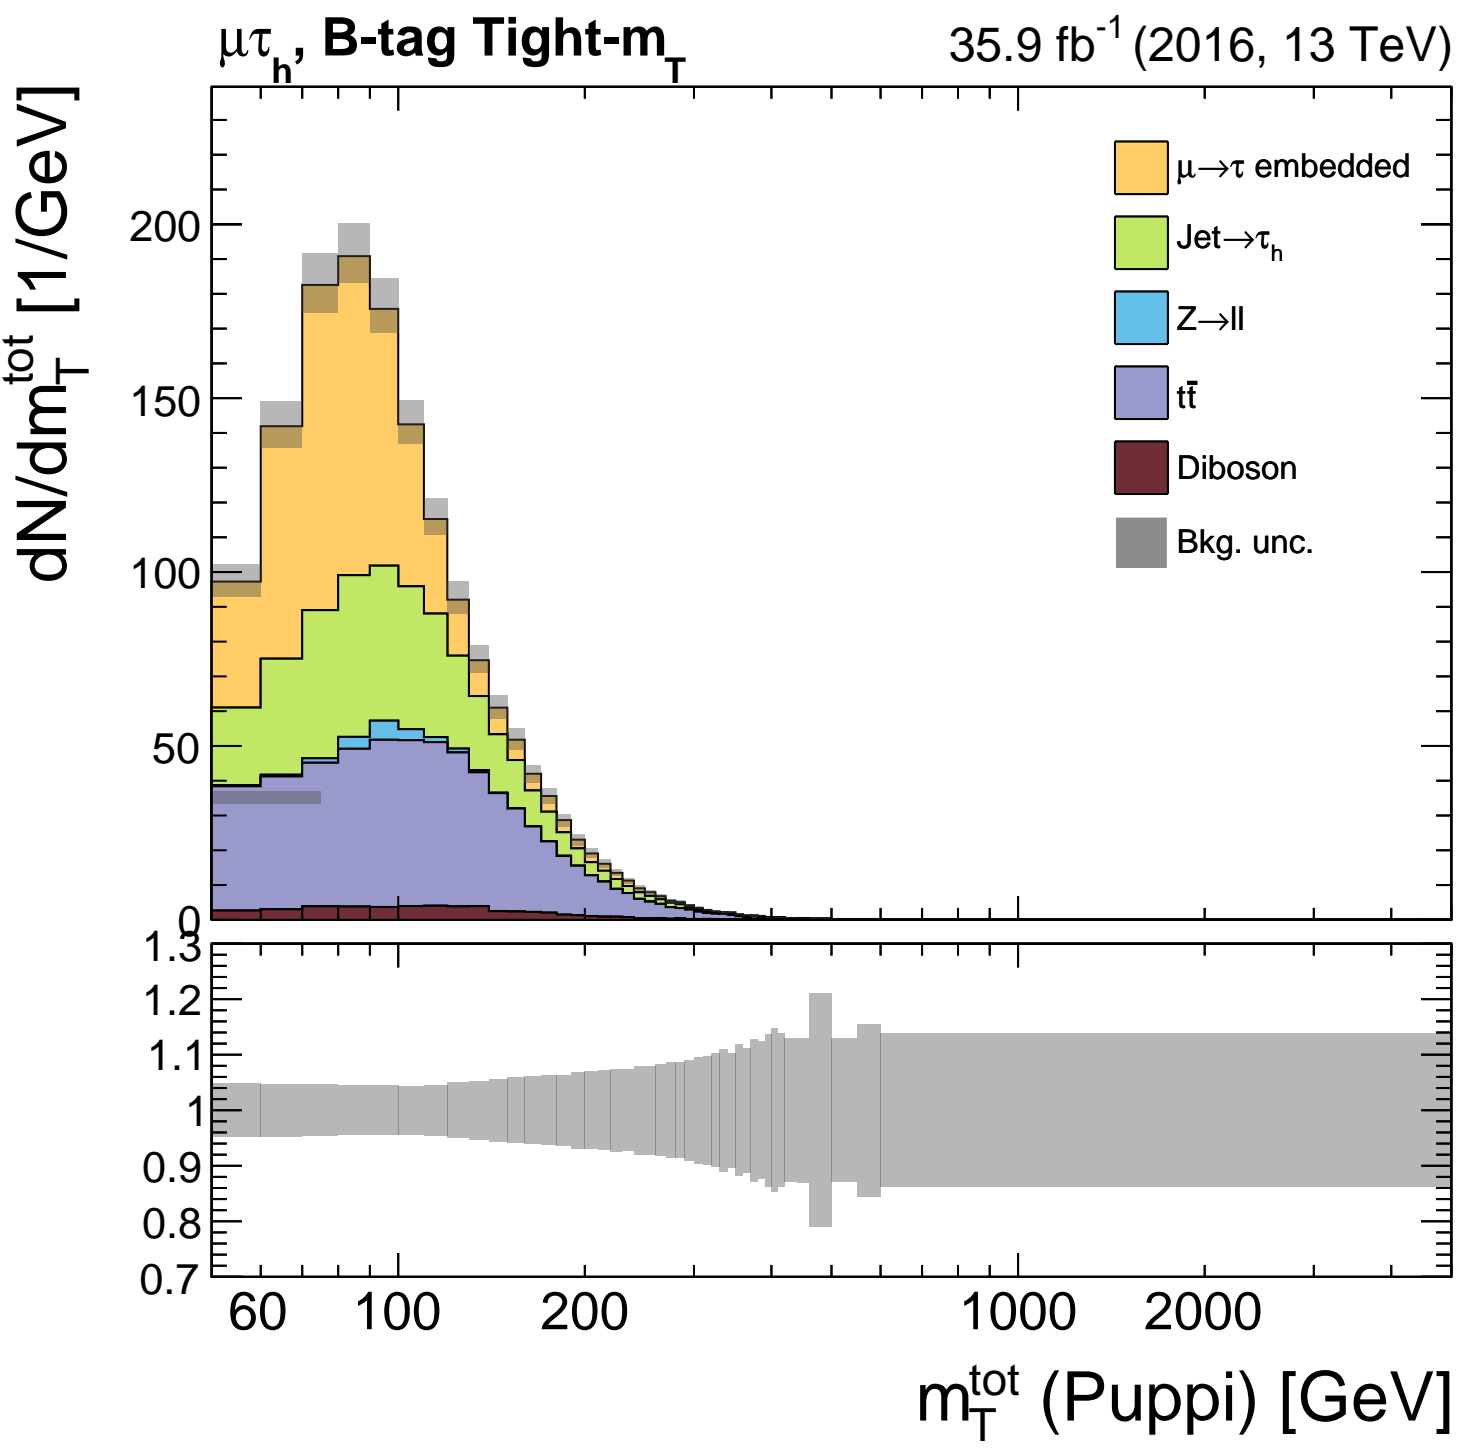 μτh, B-tag Tight-mT
35.9 fb-1 (2016, 13 TeV)
dN/dmTtot [1/GeV]
200
150
100
50
0
μ→τ embedded
Jet→τh
Z→ll
tt̄
Diboson
Bkg. unc.
1.3
1.2
1.1
1
0.9
0.8
0.7
60 100 200 1000 2000
mTtot (Puppi) [GeV]